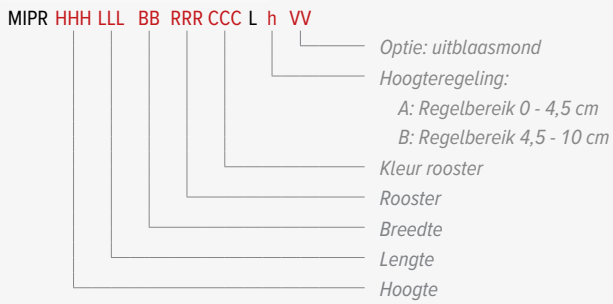 MIPR HHH LLL BB RRR CCC L h VV
Optie: uitblaasmond
Hoogteregeling:
A: Regelbereik 0 - 4,5 cm
B: Regelbereik 4,5 - 10 cm
Kleur rooster
Rooster
Breedte
Lengte
Hoogte